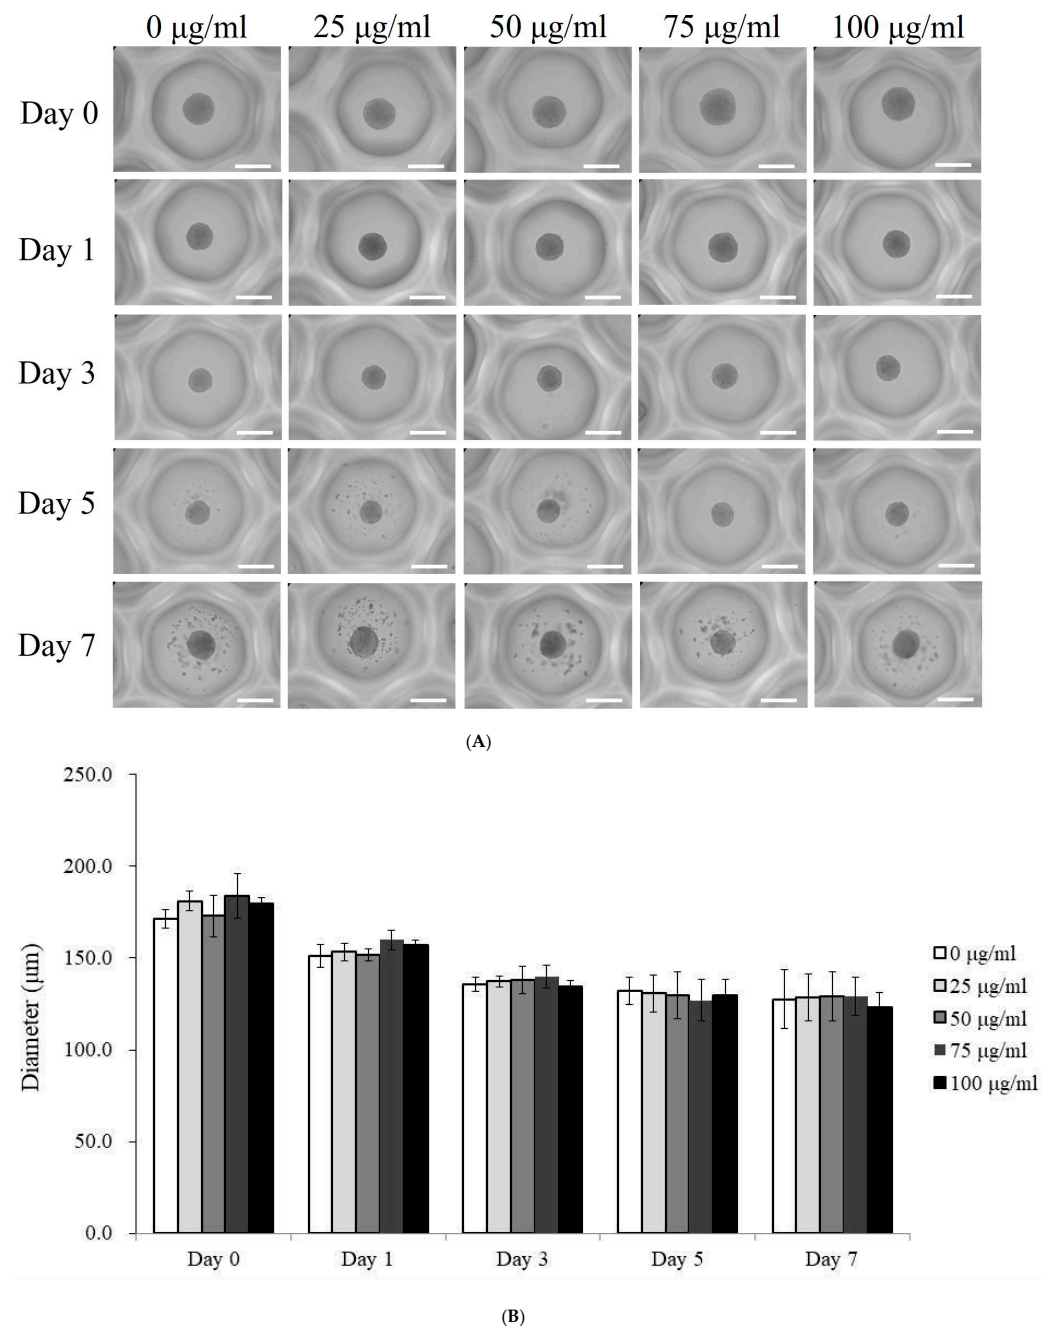 0 μg/ml 25 μg/ml 50 μg/ml 75 μg/ml 100 μg/ml
Day 0
Day 1
Day 3
Day 5
Day 7
(A)
250.0
200.0
150.0
100.0
50.0
0.0
Diameter (μm)
Day 0 Day 1 Day 3 Day 5 Day 7
0 μg/ml
25 μg/ml
50 μg/ml
75 μg/ml
100 μg/ml
(B)